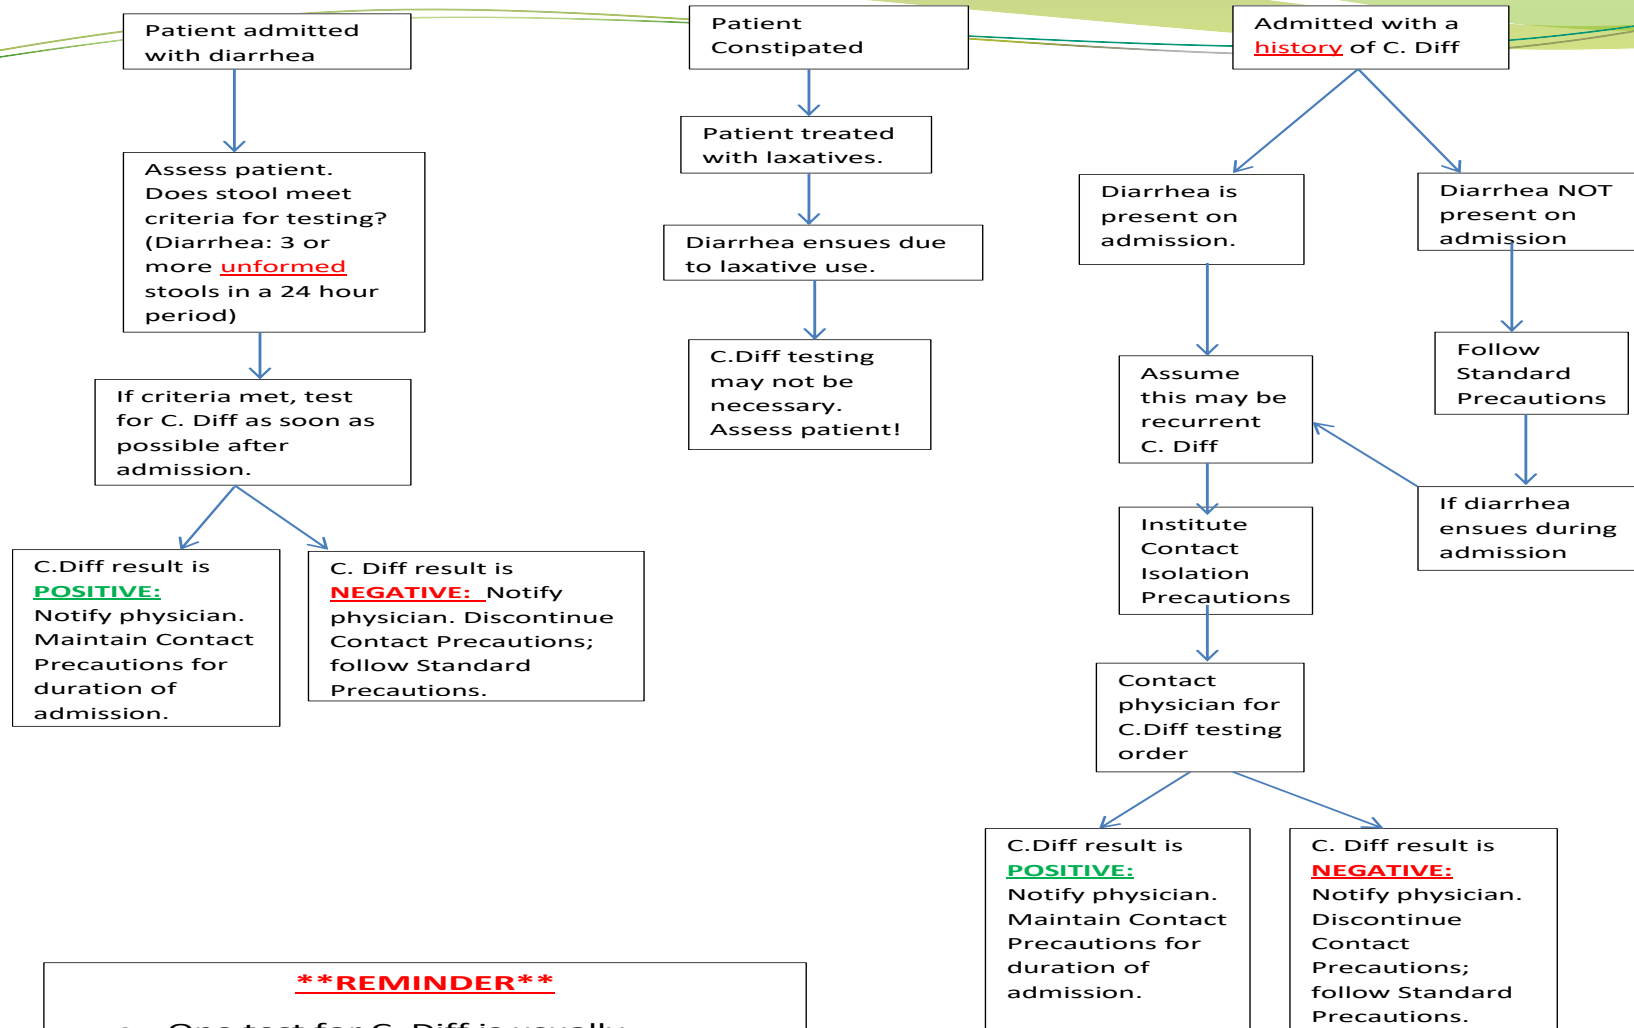 Patient admitted
with diarrhea
Assess patient.
Does stool meet
criteria for testing?
(Diarrhea: 3 or
more unformed
stools in a 24 hour
period)
If criteria met, test
for C. Diff as soon as
possible after
admission.
C.Diff result is
POSITIVE:
Notify physician.
Maintain Contact
Precautions for
duration of
admission.
C. Diff result is
NEGATIVE: Notify
physician. Discontinue
Contact Precautions;
follow Standard
Precautions.
Patient
Constipated
Patient treated
with laxatives.
Diarrhea ensues due
to laxative use.
C.Diff testing
may not be
necessary.
Assess patient!
Admitted with a
history of C. Diff
Diarrhea is
present on
admission.
Diarrhea NOT
present on
admission
Follow
Standard
Precautions
If diarrhea
ensues during
admission
Assume
this may be
recurrent
C. Diff
Institute
Contact
Isolation
Precautions
Contact
physician for
C.Diff testing
order
C.Diff result is
POSITIVE:
Notify physician.
Maintain Contact
Precautions for
duration of
admission.
C. Diff result is
NEGATIVE:
Notify physician.
Discontinue
Contact
Precautions;
follow Standard
Precautions.
**REMINDER**
One test for C. Diff is usually